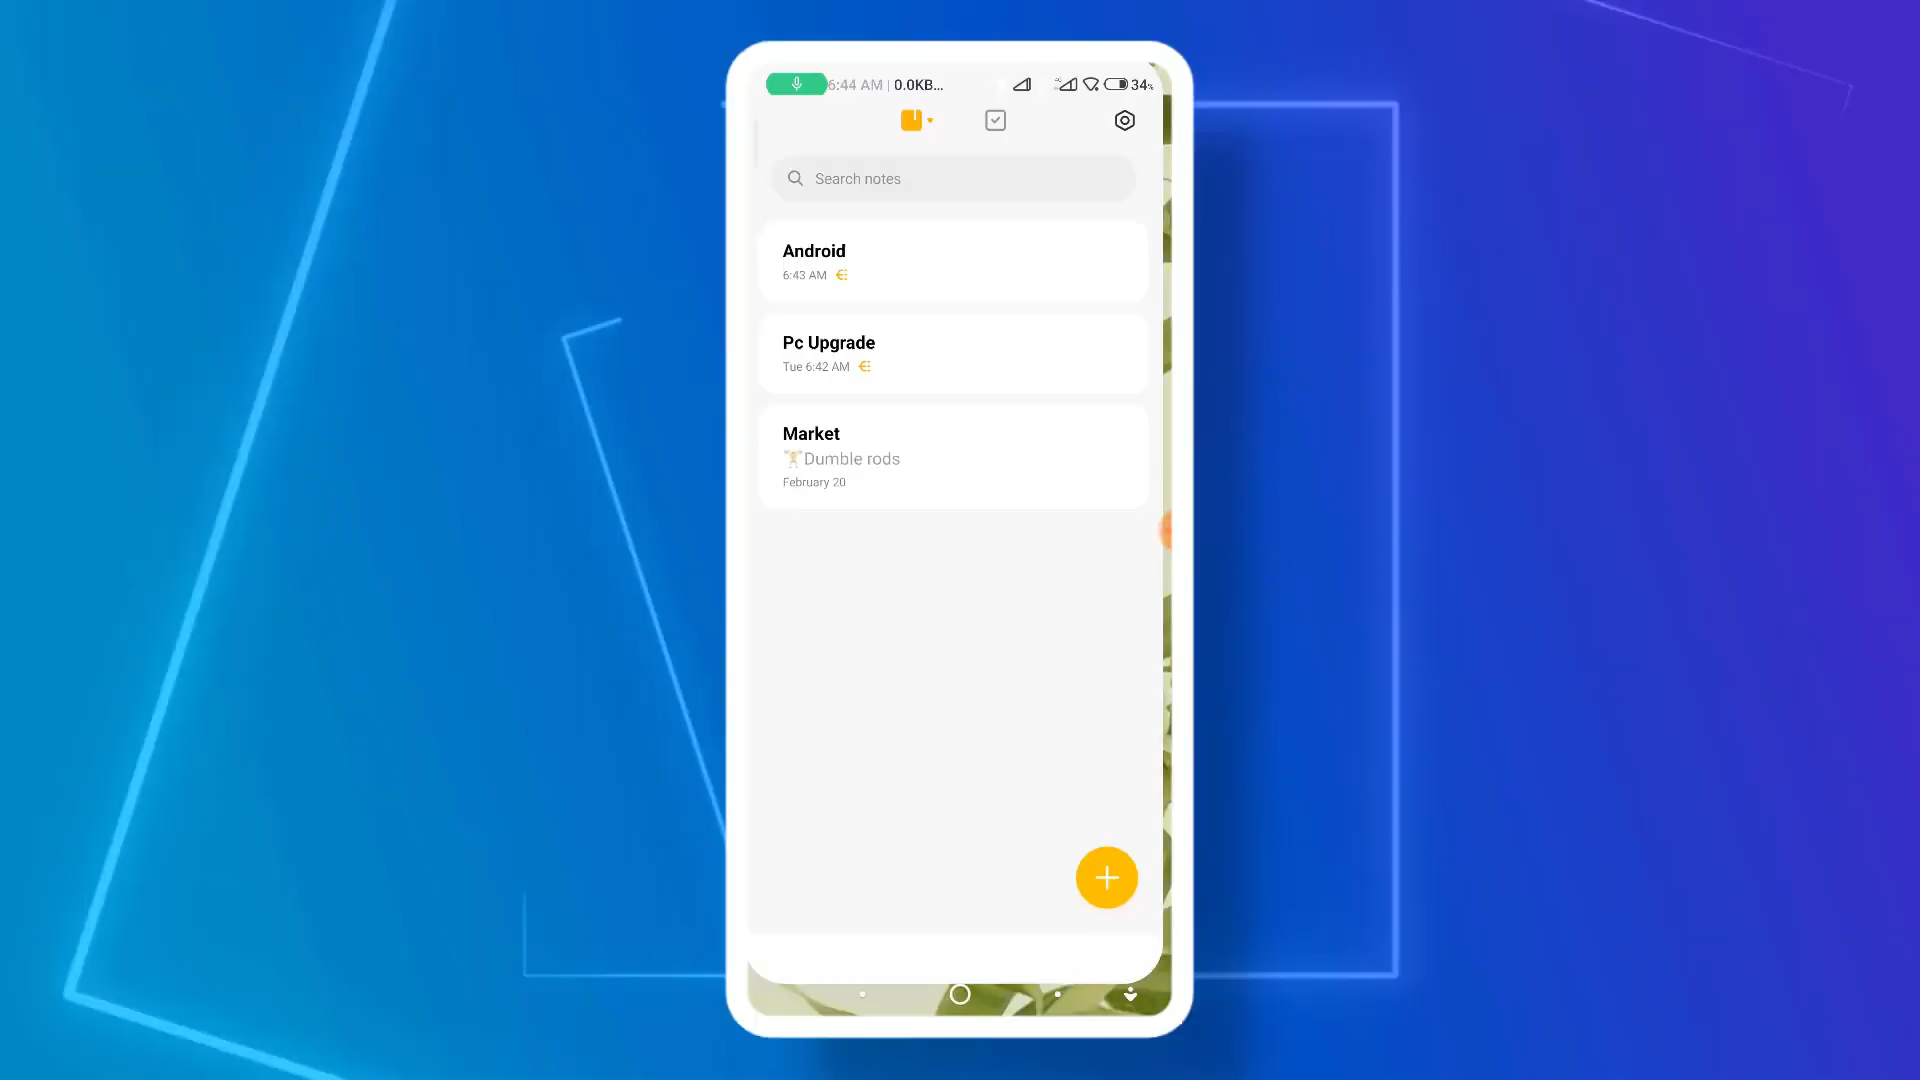 6:44 AM | 0.0KB... 34%
Search notes
Android
6:43 AM
Pc Upgrade
Tue 6:42 AM
Market
🏋Dumble rods
February 20